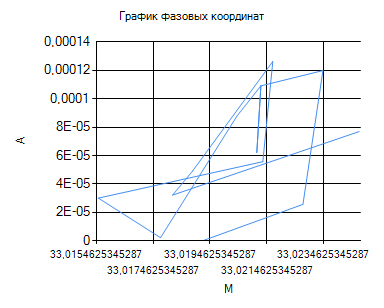 График фазовых координат
0,00014
0,00012
0,0001
8E-05
6E-05
4E-05
2E-05
0
A
33,0154625345287
33,0194625345287
33,0234625345287
33,0174625345287
33,0214625345287
M